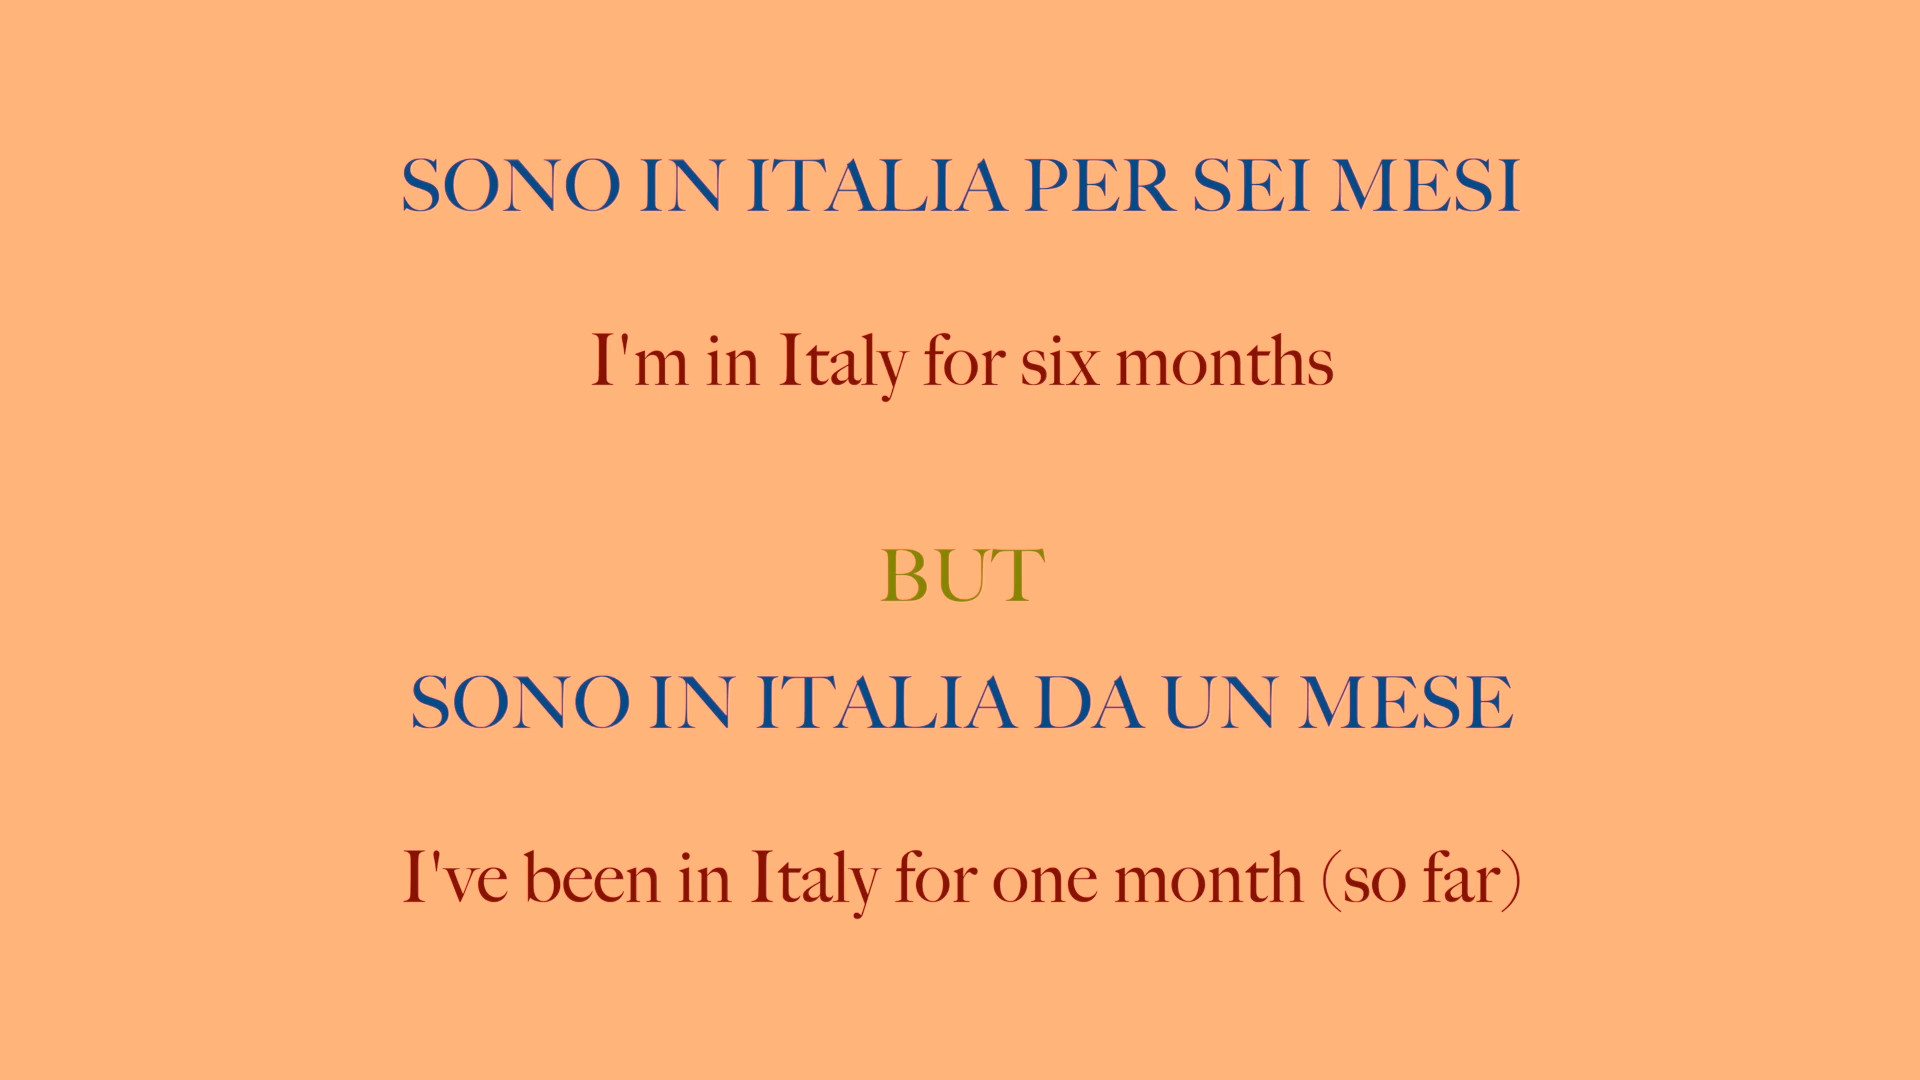 SONO IN ITALIA PER SEI MESI
I'm in Italy for six months
BUT
SONO IN ITALIA DA UN MESE
I've been in Italy for one month (so far)